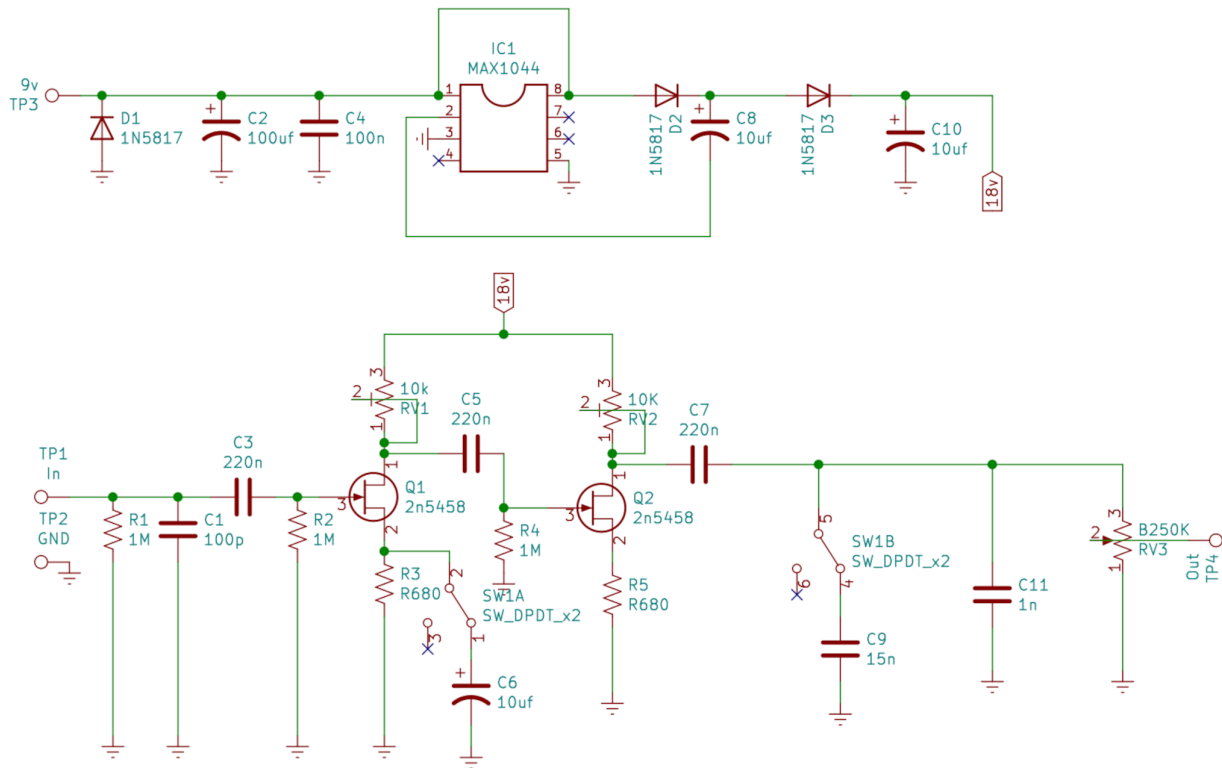 IC1
MAX1044
9v
TP3
D1
1N5817
C2
100uf
C4
100n
1
2
3
4
8
7
6
5
1N5817
D2
C8
10uf
1N5817
D3
C10
10uf
18v
18v
3
2
1
10k
RV1
C5
220n
3
2
1
10K
RV2
C7
220n
TP1
In
TP2
GND
R1
1M
C1
100p
C3
220n
R2
1M
1
3
2
Q1
2n5458
R3
R680
2
3
1
SW1A
SW_DPDT_x2
C6
10uf
R4
1M
1
3
2
Q2
2n5458
R5
R680
5
6
4
SW1B
SW_DPDT_x2
C9
15n
C11
1n
3
2
1
B250K
RV3
Out
TP4